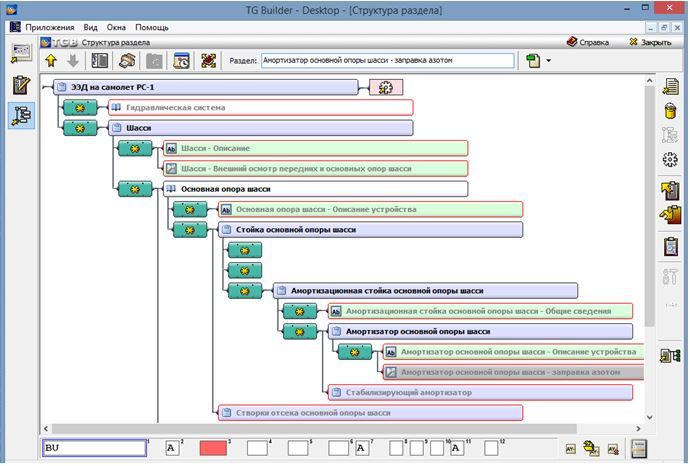 TG Builder - Desktop - [Структура раздела]
Приложения Вид Окна Помощь
TGB Структура раздела Справка Закрыть
Раздел: Амортизатор основной опоры шасси - заправка азотом
ЭЭД на самолет РС-1
Гидравлическая система
Шасси
Ab Шасси - Описание
Шасси - Внешний осмотр передних и основных опор шасси
Основная опора шасси
Ab Основная опора шасси - Описание устройства
Стойка основной опоры шасси
Амортизационная стойка основной опоры шасси
Ab Амортизационная стойка основной опоры шасси - Общие сведения
Амортизатор основной опоры шасси
Ab Амортизатор основной опоры шасси - Описание устройства
Амортизатор основной опоры шасси - заправка азотом
Стабилизирующий амортизатор
Створки отсека основной опоры шасси
BU 1 A 2 3 4 5 6 A 7 8 9 10 A 11 12